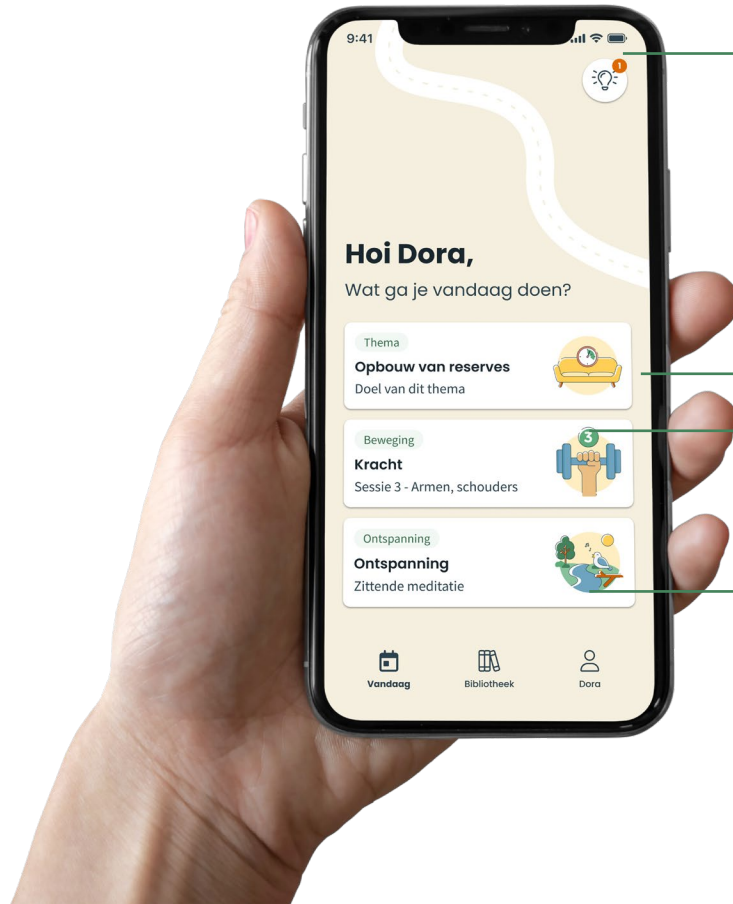 9:41
1
Hoi Dora,
Wat ga je vandaag doen?
Thema
Opbouw van reserves
Doel van dit thema
Beweging
3
Kracht
Sessie 3 - Armen, schouders
Ontspanning
Ontspanning
Zittende meditatie
Vandaag
Bibliotheek
Dora